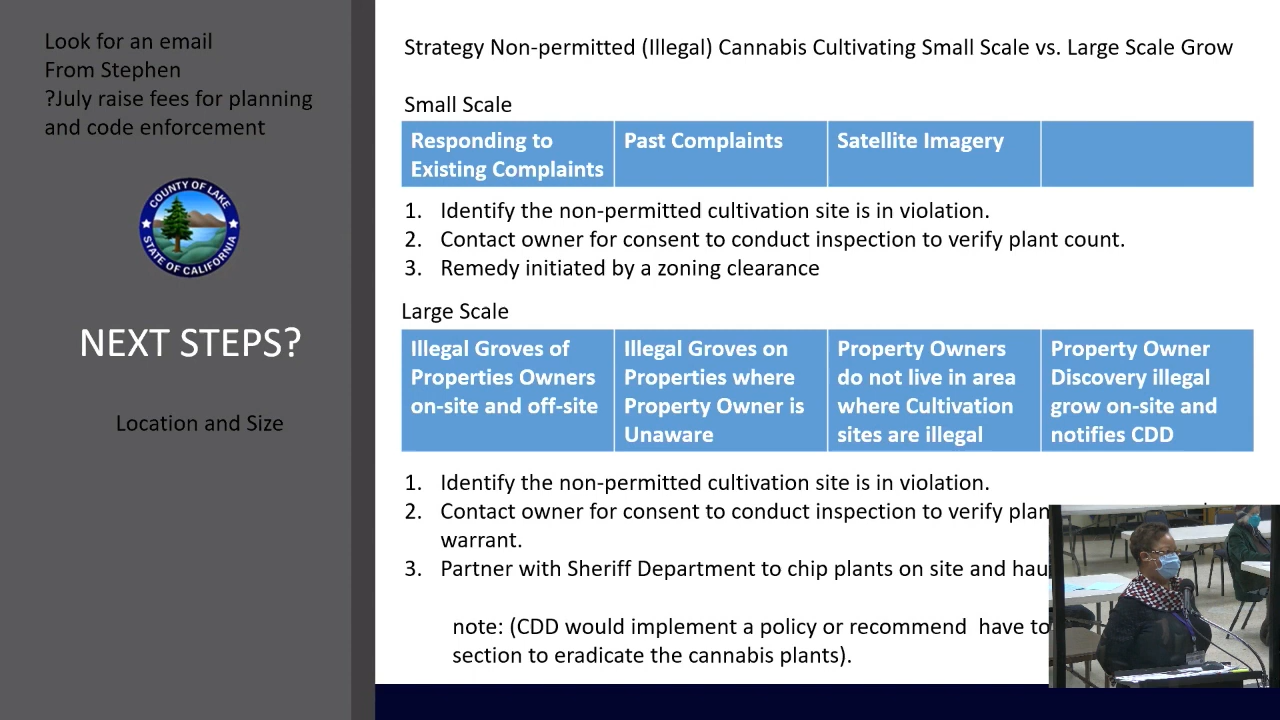 Look for an email
From Stephen
?July raise fees for planning
and code enforcement
COUNTY OF LAKE
STATE OF CALIFORNIA
NEXT STEPS?
Location and Size
Strategy Non-permitted (Illegal) Cannabis Cultivating Small Scale vs. Large Scale Grow
Small Scale
Responding to
Existing Complaints
Past Complaints
Satellite Imagery
1. Identify the non-permitted cultivation site is in violation.
2. Contact owner for consent to conduct inspection to verify plant count.
3. Remedy initiated by a zoning clearance
Large Scale
Illegal Groves of
Properties Owners
on-site and off-site
Illegal Groves on
Properties where
Property Owner is
Unaware
Property Owners
do not live in area
where Cultivation
sites are illegal
Property Owner
Discovery illegal
grow on-site and
notifies CDD
1. Identify the non-permitted cultivation site is in violation.
2. Contact owner for consent to conduct inspection to verify plan
warrant.
3. Partner with Sheriff Department to chip plants on site and hau
note: (CDD would implement a policy or recommend have to
section to eradicate the cannabis plants).